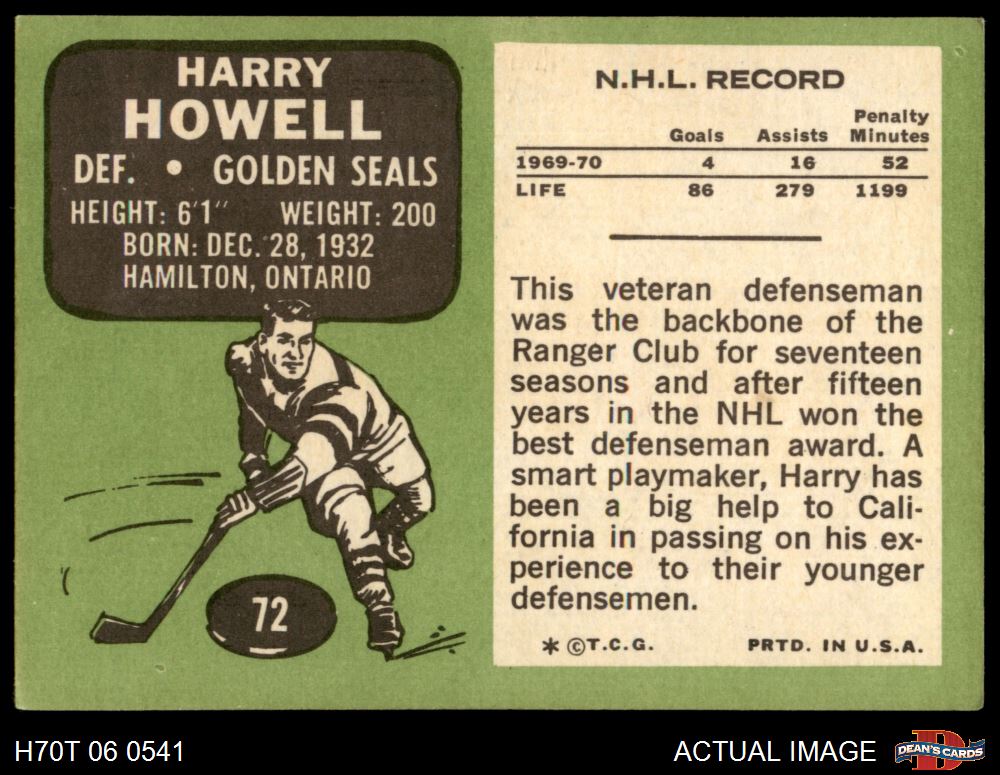 HARRY
HOWELL
DEF. • GOLDEN SEALS
HEIGHT: 6'1" WEIGHT: 200
BORN: DEC. 28, 1932
HAMILTON, ONTARIO
72
N.H.L. RECORD
Goals Assists Penalty Minutes
1969-70 4 16 52
LIFE 86 279 1199
This veteran defenseman
was the backbone of the
Ranger Club for seventeen
seasons and after fifteen
years in the NHL won the
best defenseman award. A
smart playmaker, Harry has
been a big help to Cali-
fornia in passing on his ex-
perience to their younger
defensemen.
* © T.C.G. PRTD. IN U.S.A.
H70T 06 0541
ACTUAL IMAGE
D
DEAN'S CARDS